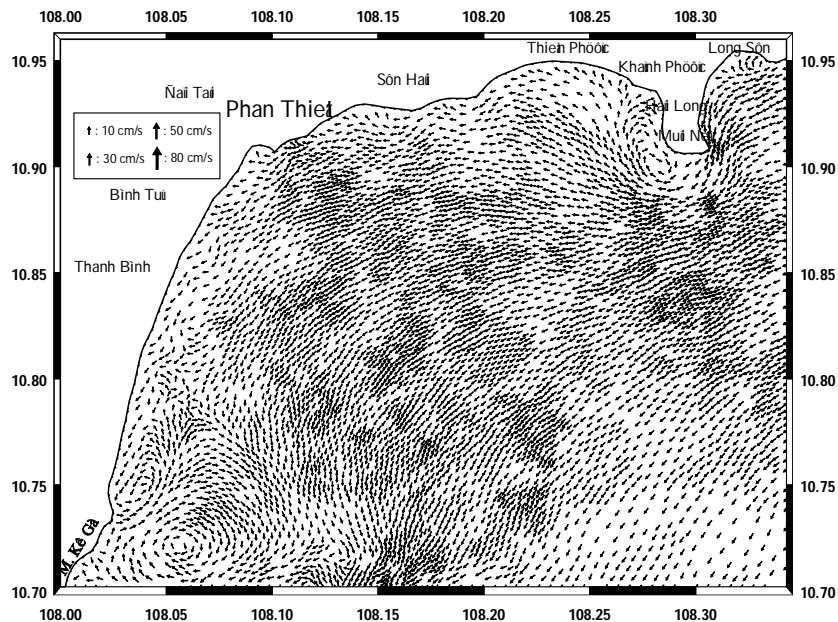 108.00 108.05 108.10 108.15 108.20 108.25 108.30
10.95 10.95
Thieän Phöôùc
Long Sôn
Sôn Haûi
Khaùnh Phöôùc
Ñaïi Taøi
Phan Thieát
Haøi Long
Muõi Neù
: 10 cm/s : 50 cm/s
: 30 cm/s : 80 cm/s
10.90 10.90
Bình Tuù
Thanh Bình
10.85 10.85
10.80 10.80
10.75 10.75
M. Kê Gà
10.70 10.70
108.00 108.05 108.10 108.15 108.20 108.25 108.30